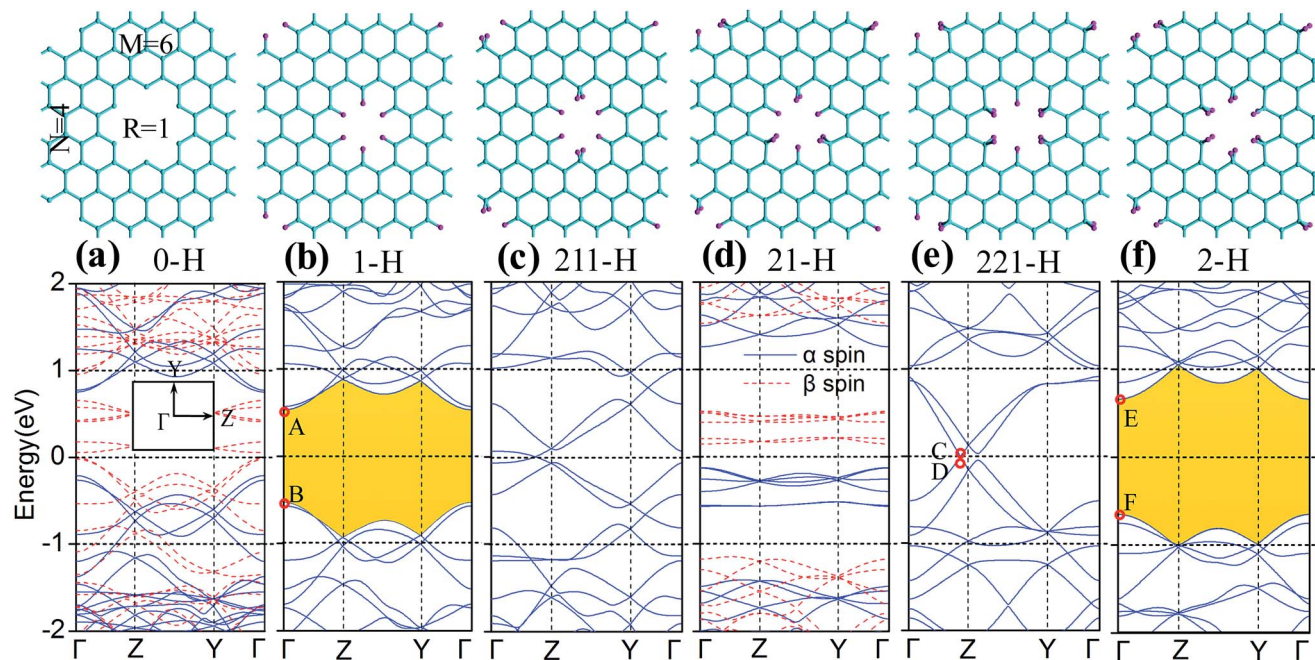 M=6
N=4
R=1
(a) 0-H
(b) 1-H
(c) 211-H
(d) 21-H
(e) 221-H
(f) 2-H
Energy(eV)
2
1
0
-1
-2
Y
Γ
Z
A
B
α spin
β spin
C
D
E
F
Γ Z Y Γ
Γ Z Y Γ
Γ Z Y Γ
Γ Z Y Γ
Γ Z Y Γ
Γ Z Y Γ